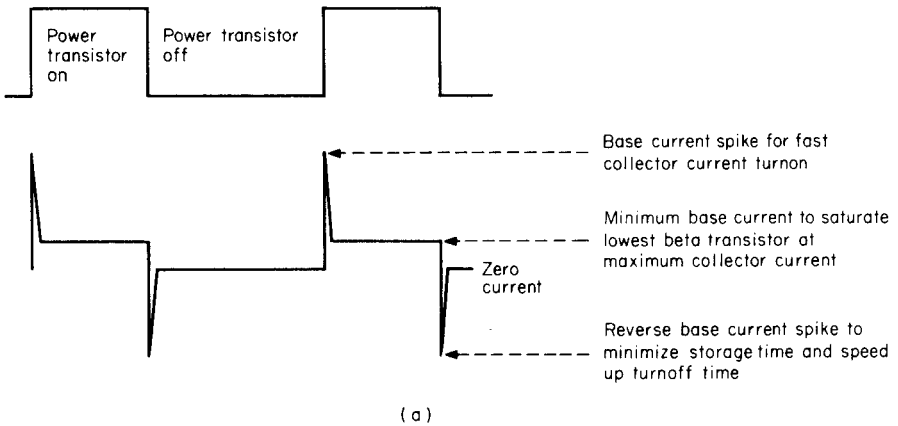 Power
transistor
on
Power transistor
off
Base current spike for fast
collector current turnon
Minimum base current to saturate
lowest beta transistor at
maximum collector current
Zero
current
Reverse base current spike to
minimize storage time and speed
up turnoff time
(a)